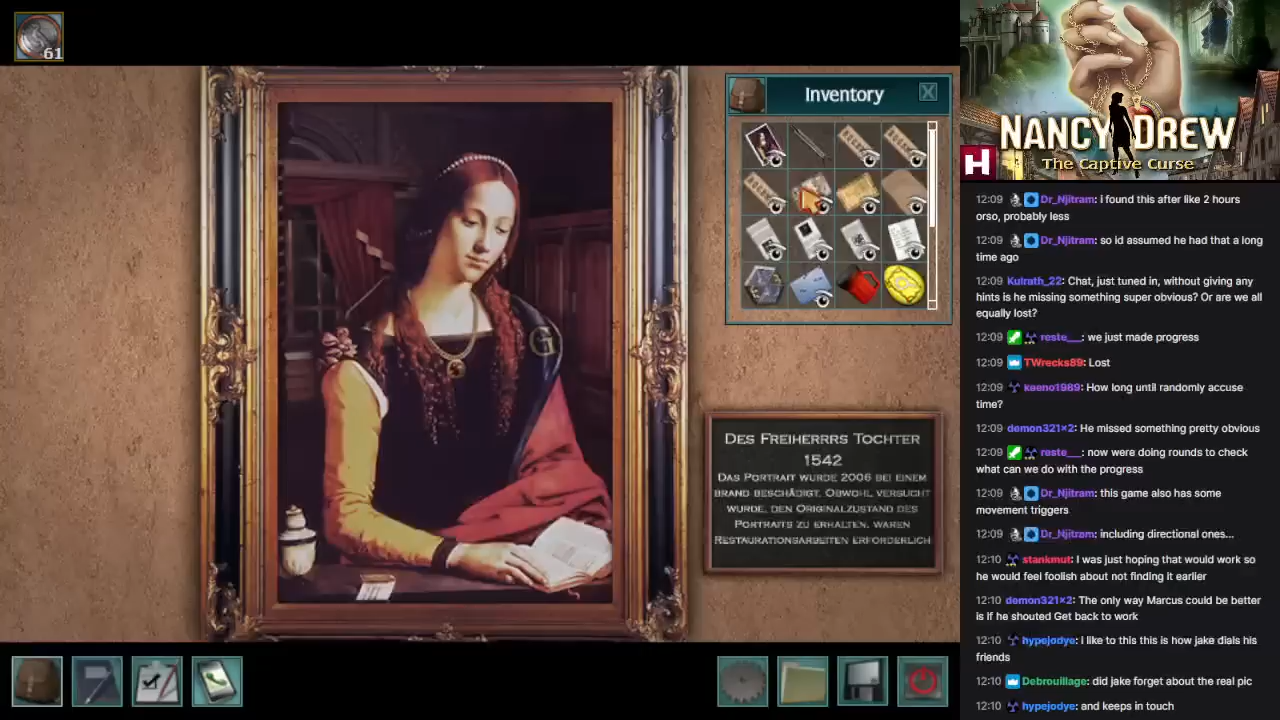 61
Inventory
X
G
DES FREIHERRRS TOCHTER
1542
DAS PORTRAIT WURDE 2006 BEI EINEM
BRAND BESCHÄDIGT. OBWOHL VERSUCHT
WURDE, DEN ORIGINALZUSTAND DES
PORTRAITS ZU ERHALTEN, WAREN
RESTAURATIONSARBEITEN ERFORDERLICH
NANCY DREW
The Captive Curse
H
12:09 Dr_Njitram: i found this after like 2 hours
orso, probably less
12:09 Dr_Njitram: so id assumed he had that a long
time ago
12:09 Kulrath_22: Chat, just tuned in, without giving any
hints is he missing something super obvious? Or are we all
equally lost?
12:09 reste___: we just made progress
12:09 TWrecks89: Lost
12:09 keeno1989: How long until randomly accuse
time?
12:09 demon321x2: He missed something pretty obvious
12:09 reste___: now were doing rounds to check
what can we do with the progress
12:09 Dr_Njitram: this game also has some
movement triggers
12:09 Dr_Njitram: including directional ones...
12:10 stankmut: I was just hoping that would work so
he would feel foolish about not finding it earlier
12:10 demon321x2: The only way Marcus could be better
is if he shouted Get back to work
12:10 hypejodye: i like to this this is how jake dials his
friends
12:10 Debrouillage: did jake forget about the real pic
12:10 hypejodye: and keeps in touch